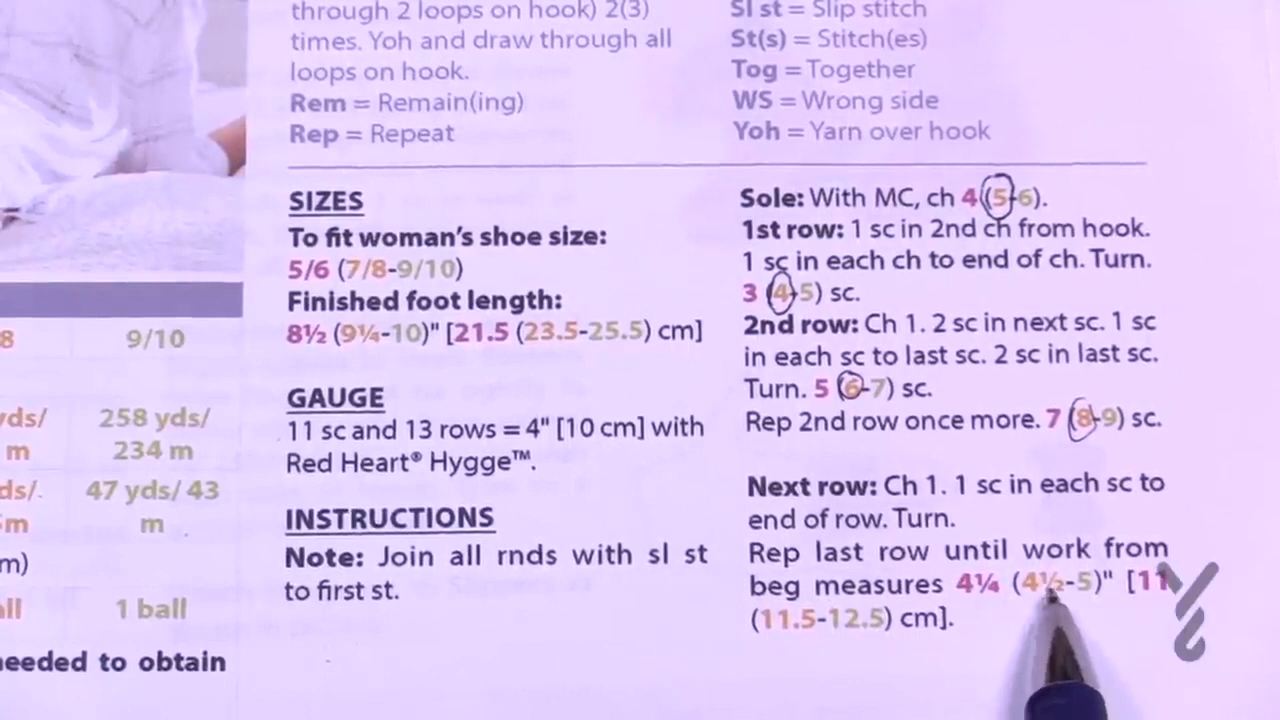 through 2 loops on hook) 2(3)
times. Yoh and draw through all
loops on hook.
Rem = Remain(ing)
Rep = Repeat
Sl st = Slip stitch
St(s) = Stitch(es)
Tog = Together
WS = Wrong side
Yoh = Yarn over hook
8 9/10
yds/ 258 yds/
m 234 m
ds/. 47 yds/ 43
m m
m)
all 1 ball
needed to obtain
SIZES
To fit woman's shoe size:
5/6 (7/8-9/10)
Finished foot length:
8½ (9¼-10)" [21.5 (23.5-25.5) cm]
GAUGE
11 sc and 13 rows = 4" [10 cm] with
Red Heart® Hygge™.
INSTRUCTIONS
Note: Join all rnds with sl st
to first st.
Sole: With MC, ch 4 (5-6).
1st row: 1 sc in 2nd ch from hook.
1 sc in each ch to end of ch. Turn.
3 (4-5) sc.
2nd row: Ch 1. 2 sc in next sc. 1 sc
in each sc to last sc. 2 sc in last sc.
Turn. 5 (6-7) sc.
Rep 2nd row once more. 7 (8-9) sc.
Next row: Ch 1. 1 sc in each sc to
end of row. Turn.
Rep last row until work from
beg measures 4¼ (4½-5)" [11
(11.5-12.5) cm].